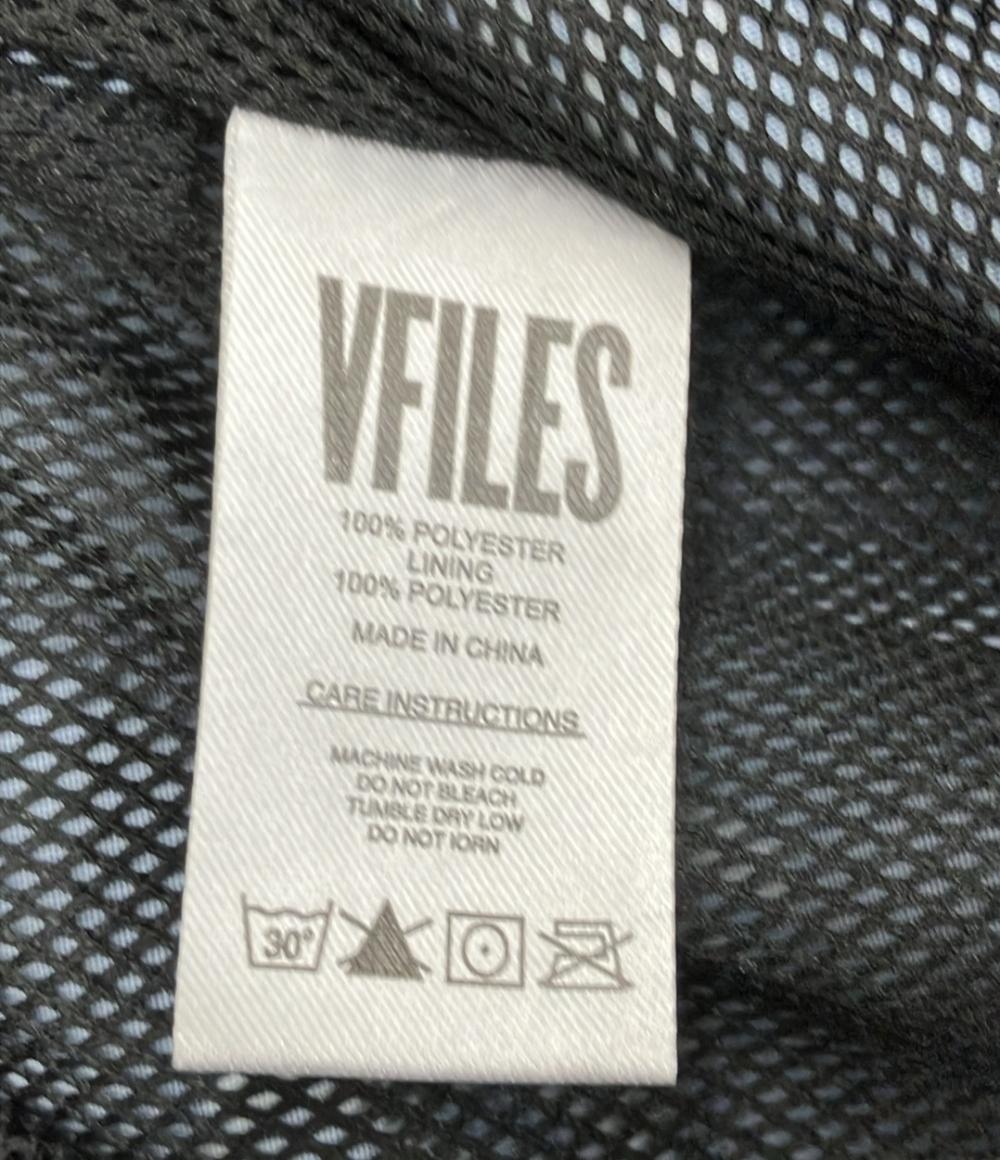 VFILES
100% POLYESTER
LINING
100% POLYESTER
MADE IN CHINA
CARE INSTRUCTIONS
MACHINE WASH COLD
DO NOT BLEACH
TUMBLE DRY LOW
DO NOT IORN
30°